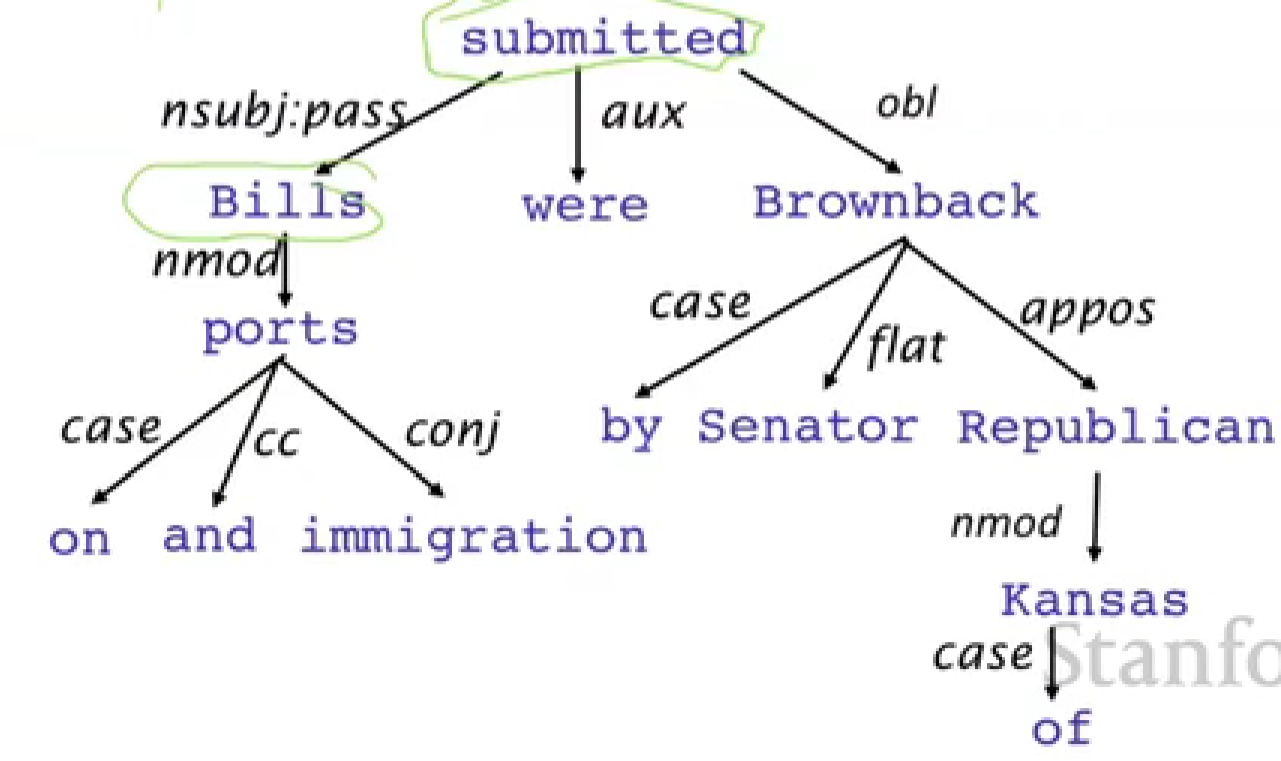 submitted
nsubj:pass aux obl
Bills were Brownback
nmod
ports
case flat appos
case cc conj
by Senator Republican
on and immigration
nmod
Kansas
case
Stanfo
of